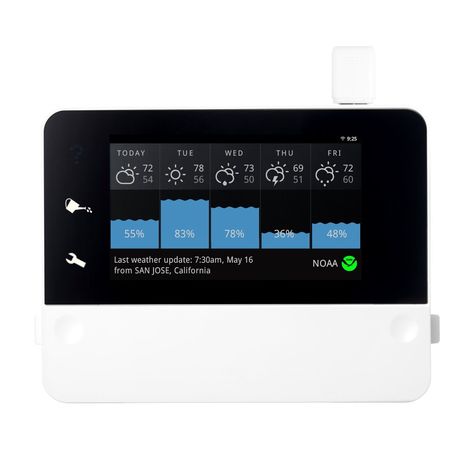 9:25
TODAY TUE WED THU FRI
72 78 73 69 72
54 56 50 51 60
55% 83% 78% 36% 48%
Last weather update: 7:30am, May 16
from SAN JOSE, California
NOAA